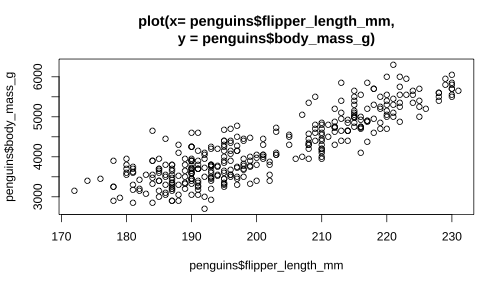 plot(x= penguins$flipper_length_mm,
y = penguins$body_mass_g)
penguins$body_mass_g
6000
5000
4000
3000
170 180 190 200 210 220 230
penguins$flipper_length_mm